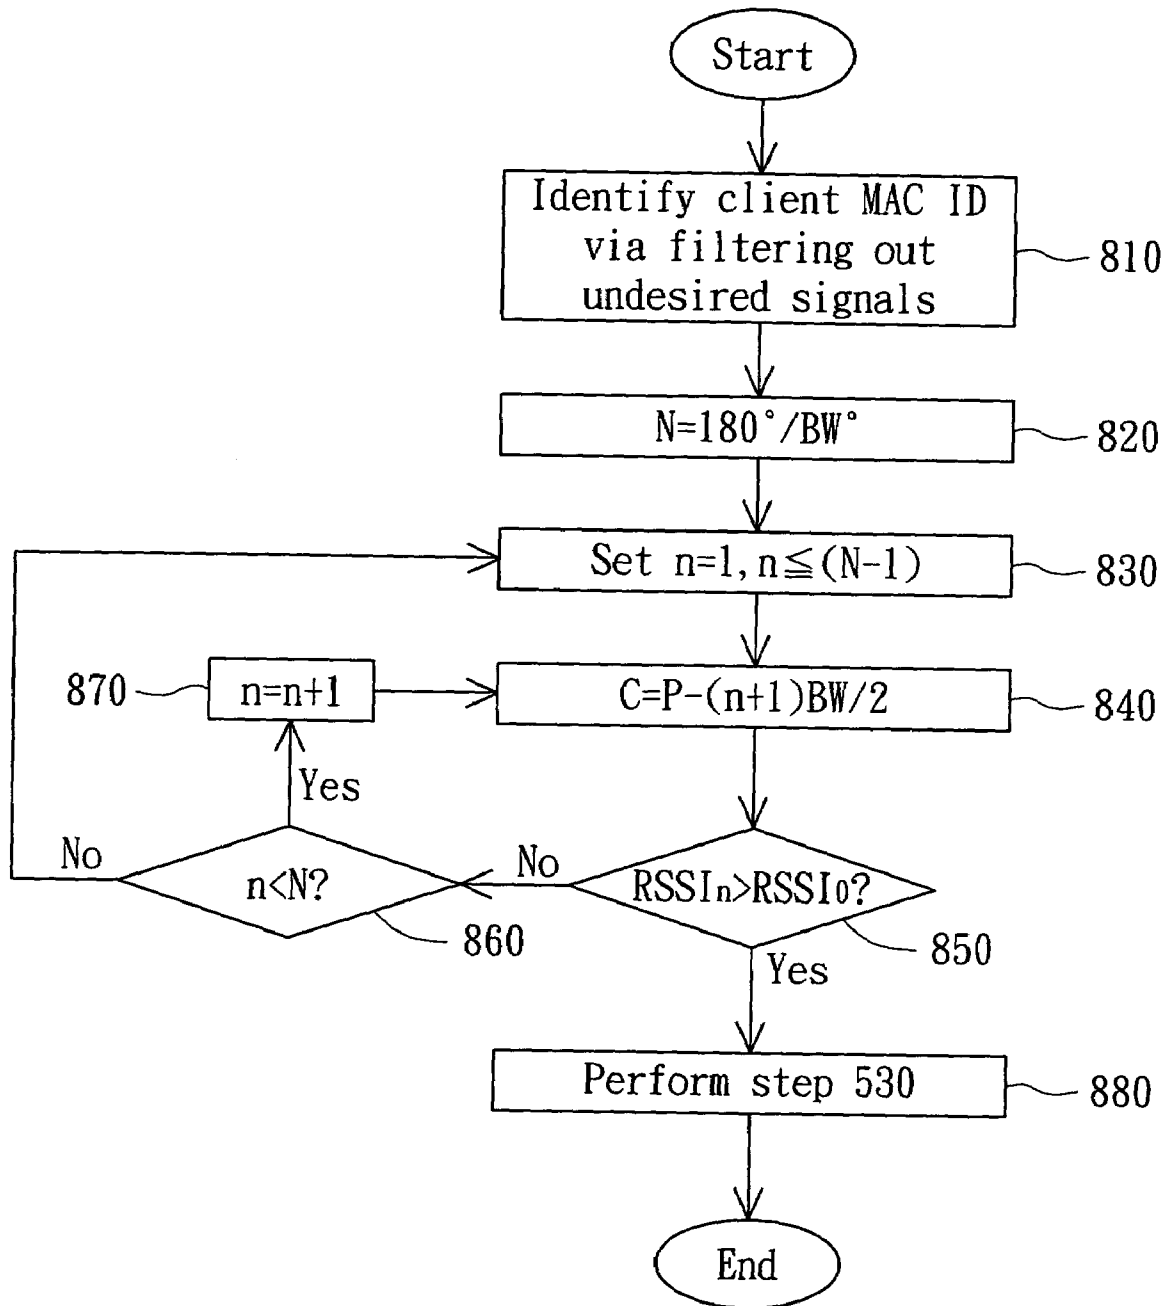 Start
Identify client MAC ID
via filtering out
undesired signals
810
N=180°/BW°
820
Set n=1,n≦(N-1)
830
870
n=n+1
C=P-(n+1)BW/2
840
Yes
No
n<N?
860
No
RSSIn>RSSI0?
850
Yes
Perform step 530
880
End